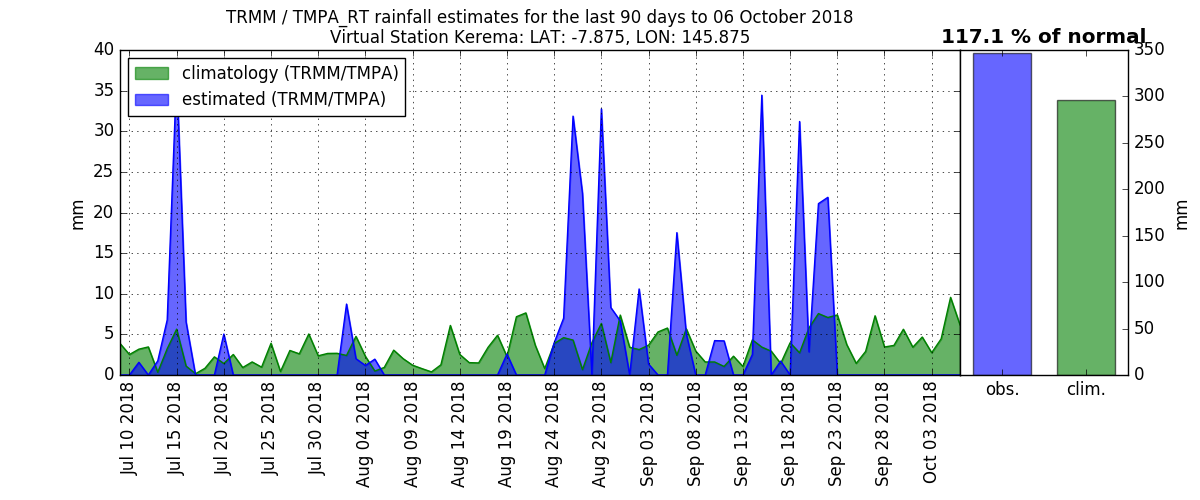 TRMM / TMPA_RT rainfall estimates for the last 90 days to 06 October 2018
Virtual Station Kerema: LAT: -7.875, LON: 145.875
117.1 % of normal
climatology (TRMM/TMPA)
estimated (TRMM/TMPA)
40
35
30
25
20
15
10
5
0
mm
350
300
250
200
150
100
50
0
mm
obs.
clim.
Jul 10 2018
Jul 15 2018
Jul 20 2018
Jul 25 2018
Jul 30 2018
Aug 04 2018
Aug 09 2018
Aug 14 2018
Aug 19 2018
Aug 24 2018
Aug 29 2018
Sep 03 2018
Sep 08 2018
Sep 13 2018
Sep 18 2018
Sep 23 2018
Sep 28 2018
Oct 03 2018